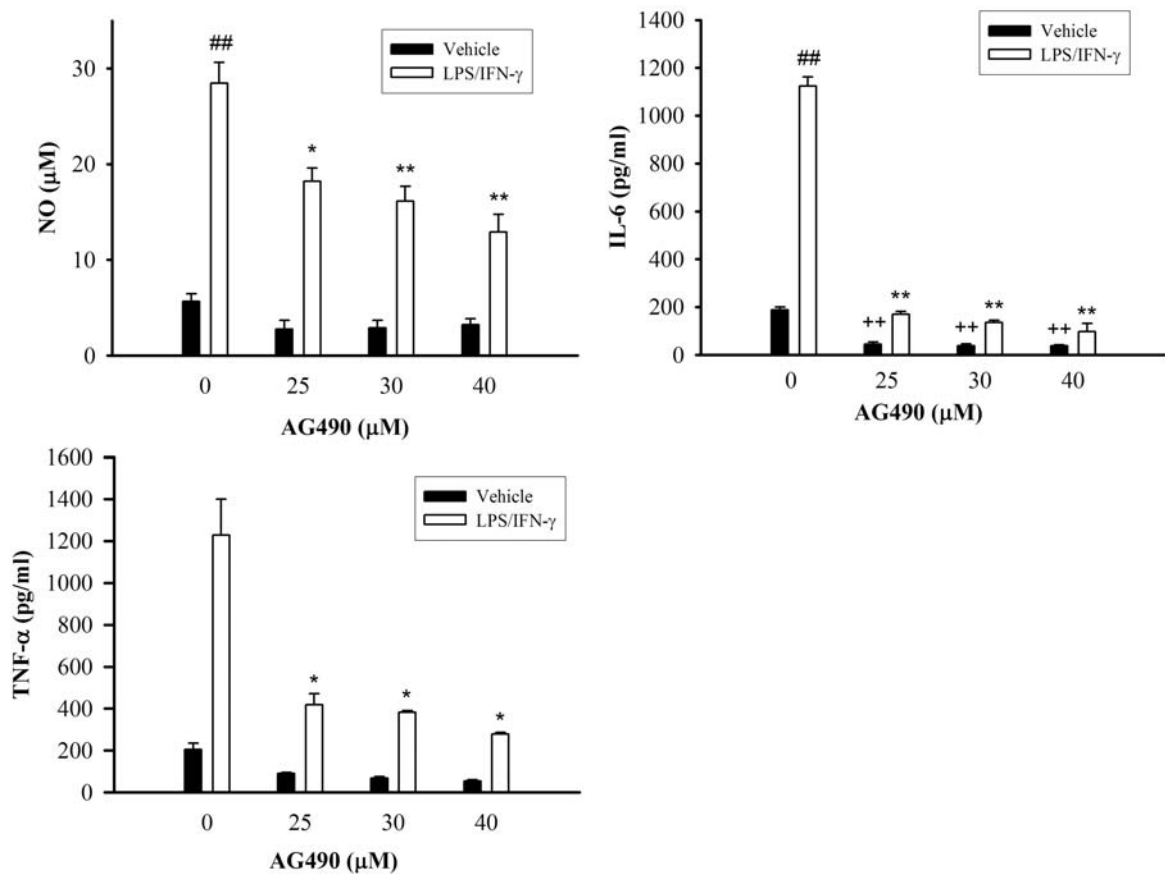 NO (μM)
30
20
10
0
##
*
**
**
Vehicle
LPS/IFN-γ
0 25 30 40
AG490 (μM)
IL-6 (pg/ml)
1400
1200
1000
800
600
400
200
0
##
++ **
++ **
++ **
Vehicle
LPS/IFN-γ
0 25 30 40
AG490 (μM)
TNF-α (pg/ml)
1600
1400
1200
1000
800
600
400
200
0
*
*
*
Vehicle
LPS/IFN-γ
0 25 30 40
AG490 (μM)